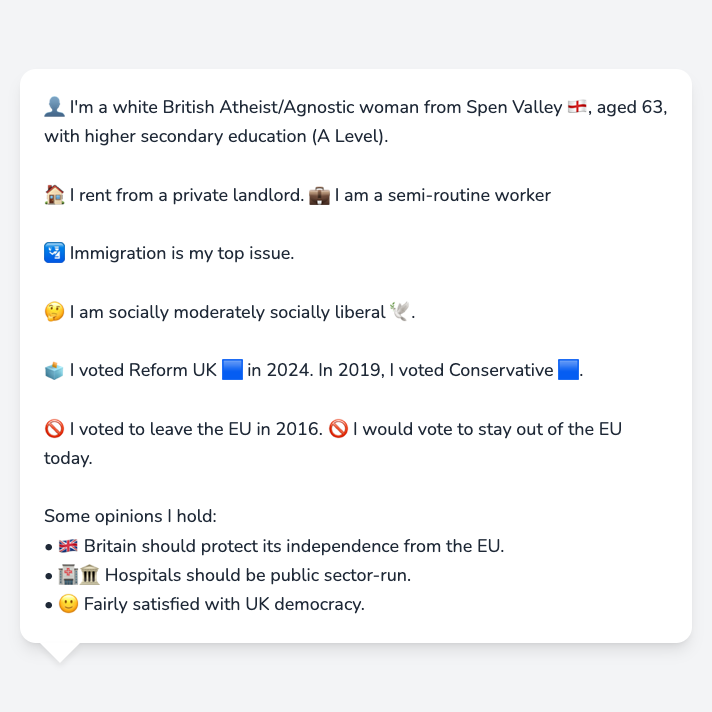 👤 I'm a white British Atheist/Agnostic woman from Spen Valley 🏴󠁧󠁢󠁥󠁮󠁧󠁿, aged 63,
with higher secondary education (A Level).
🏠 I rent from a private landlord. 💼 I am a semi-routine worker
🛂 Immigration is my top issue.
🤔 I am socially moderately socially liberal 🕊️.
🗳️ I voted Reform UK 🟦 in 2024. In 2019, I voted Conservative 🟦.
🚫 I voted to leave the EU in 2016. 🚫 I would vote to stay out of the EU
today.
Some opinions I hold:
• 🇬🇧 Britain should protect its independence from the EU.
• 🏥🏛️ Hospitals should be public sector-run.
• 🙂 Fairly satisfied with UK democracy.